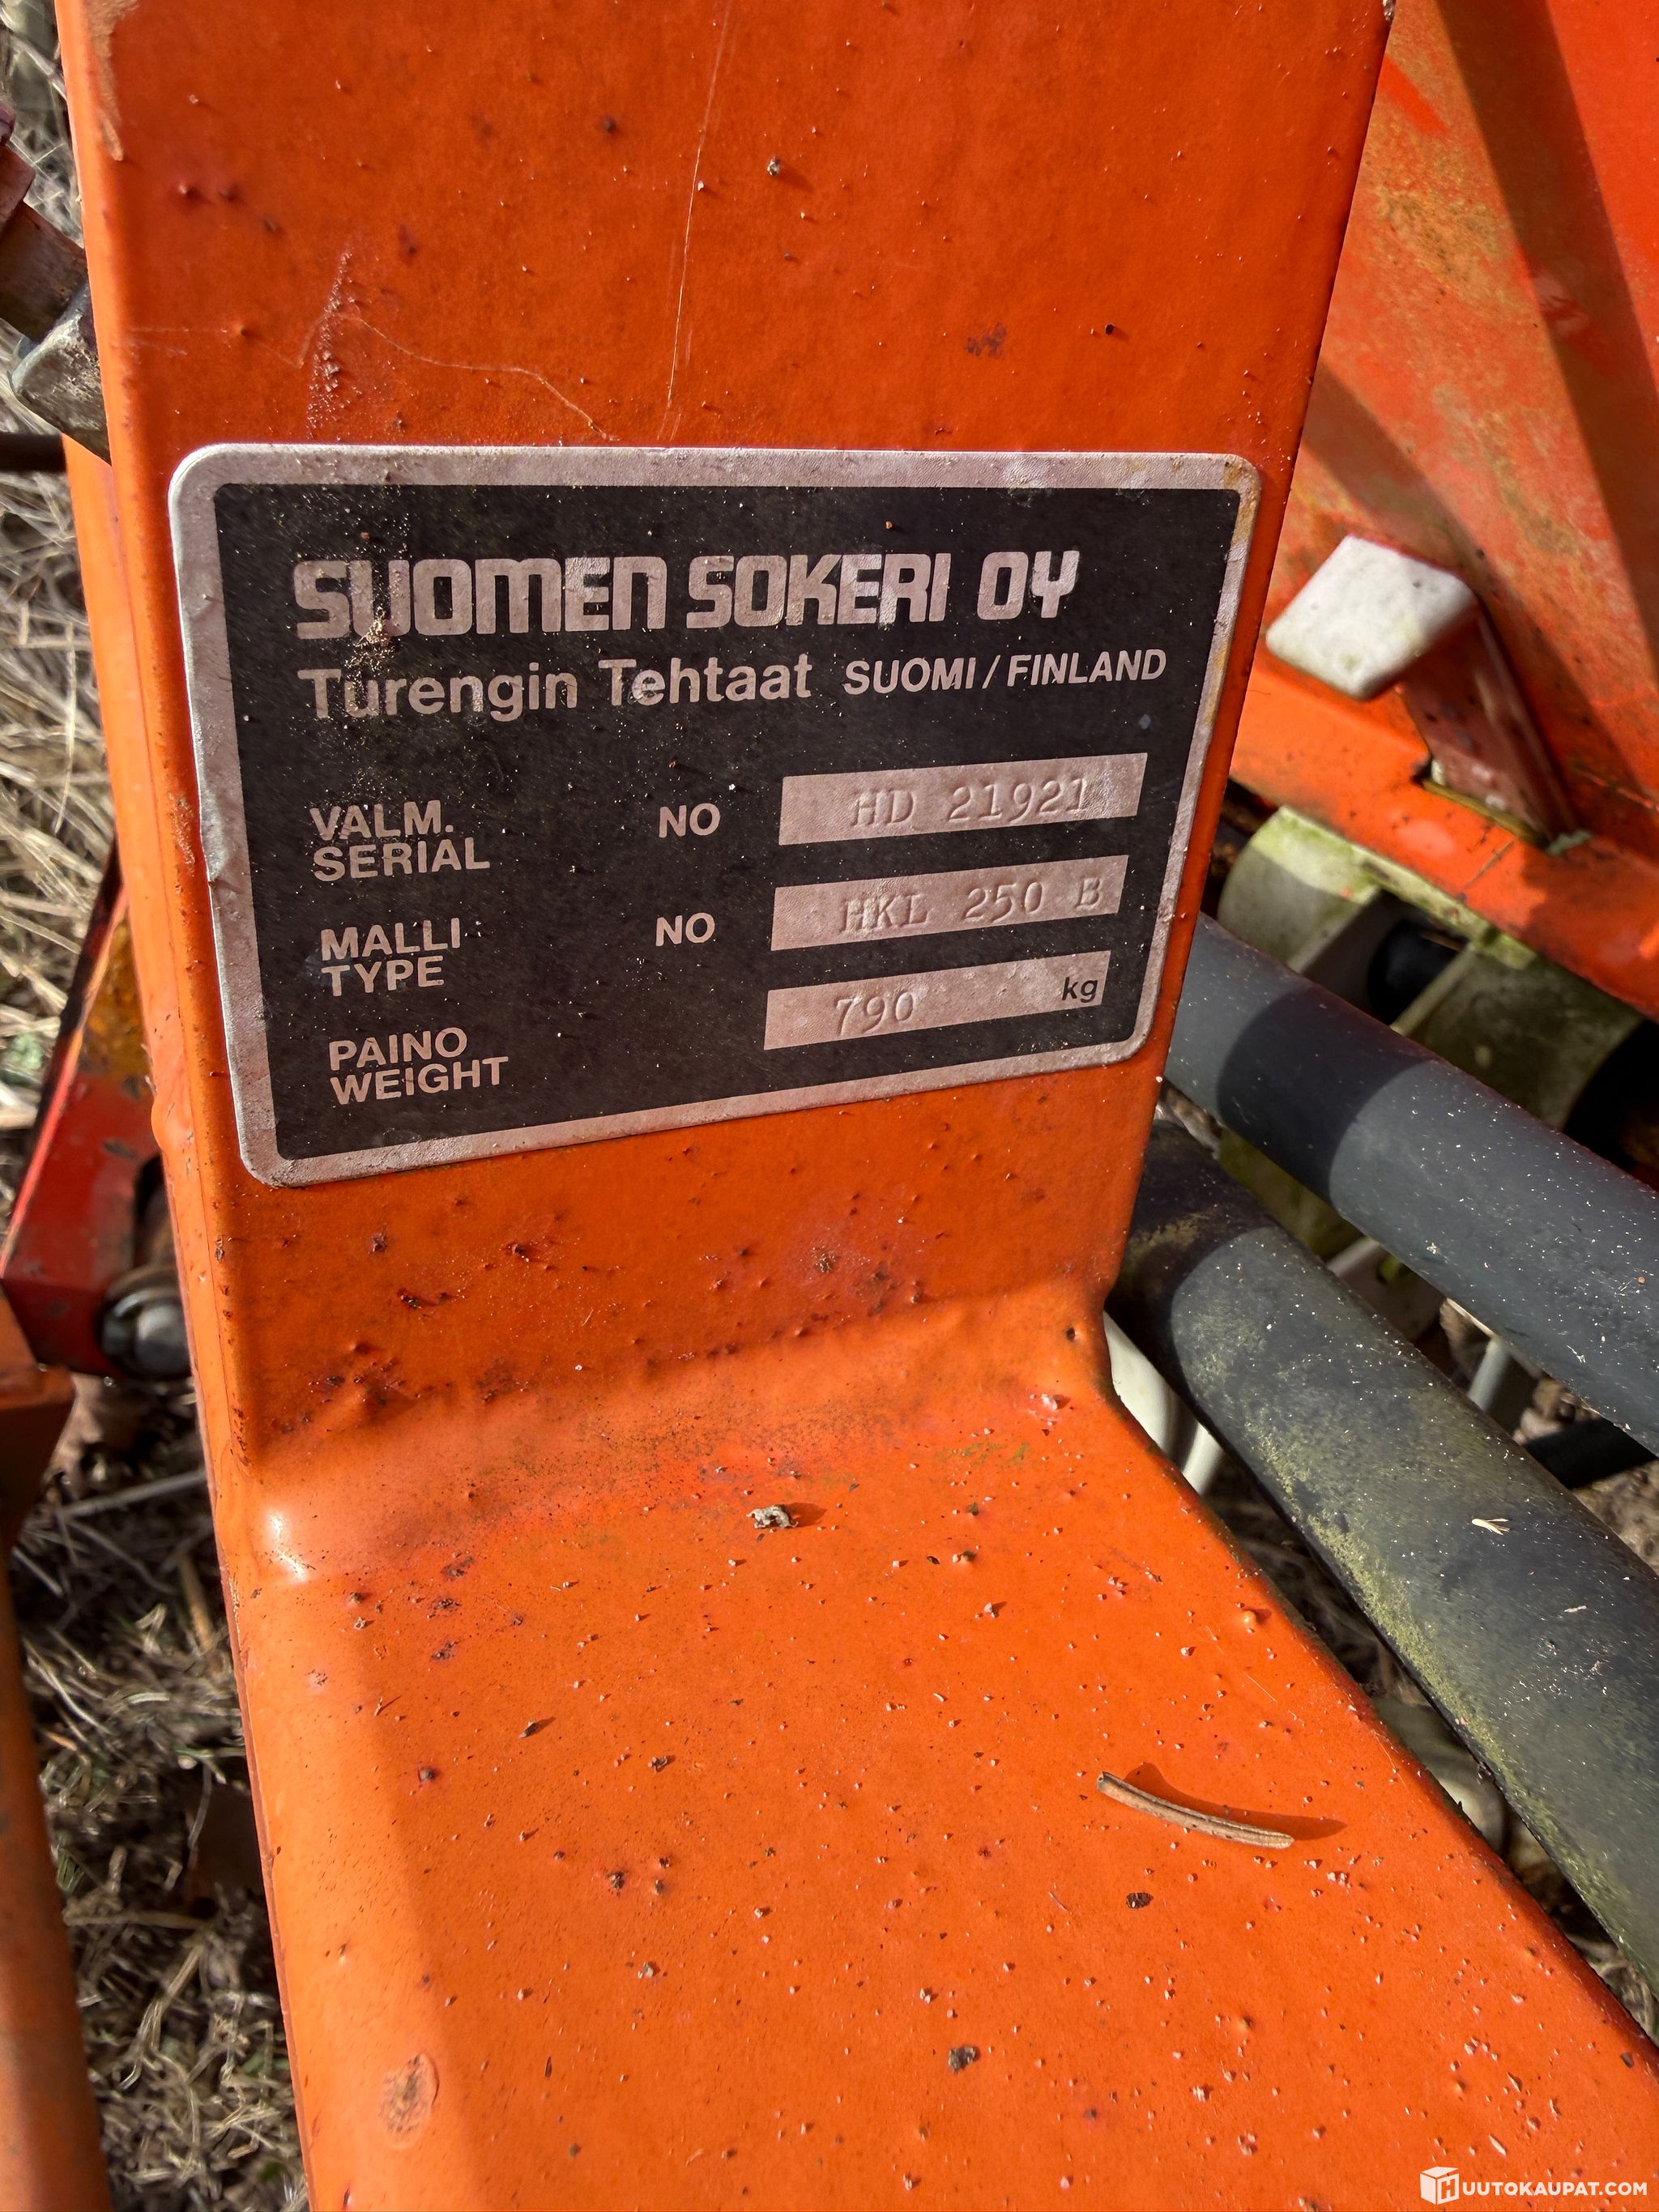 SUOMEN SOKERI OY
Turengin Tehtaat SUOMI / FINLAND
VALM. NO HD 21921
SERIAL
MALLI NO HKL 250 B
TYPE
PAINO 790 kg
WEIGHT
HUUTOKAUPAT.COM